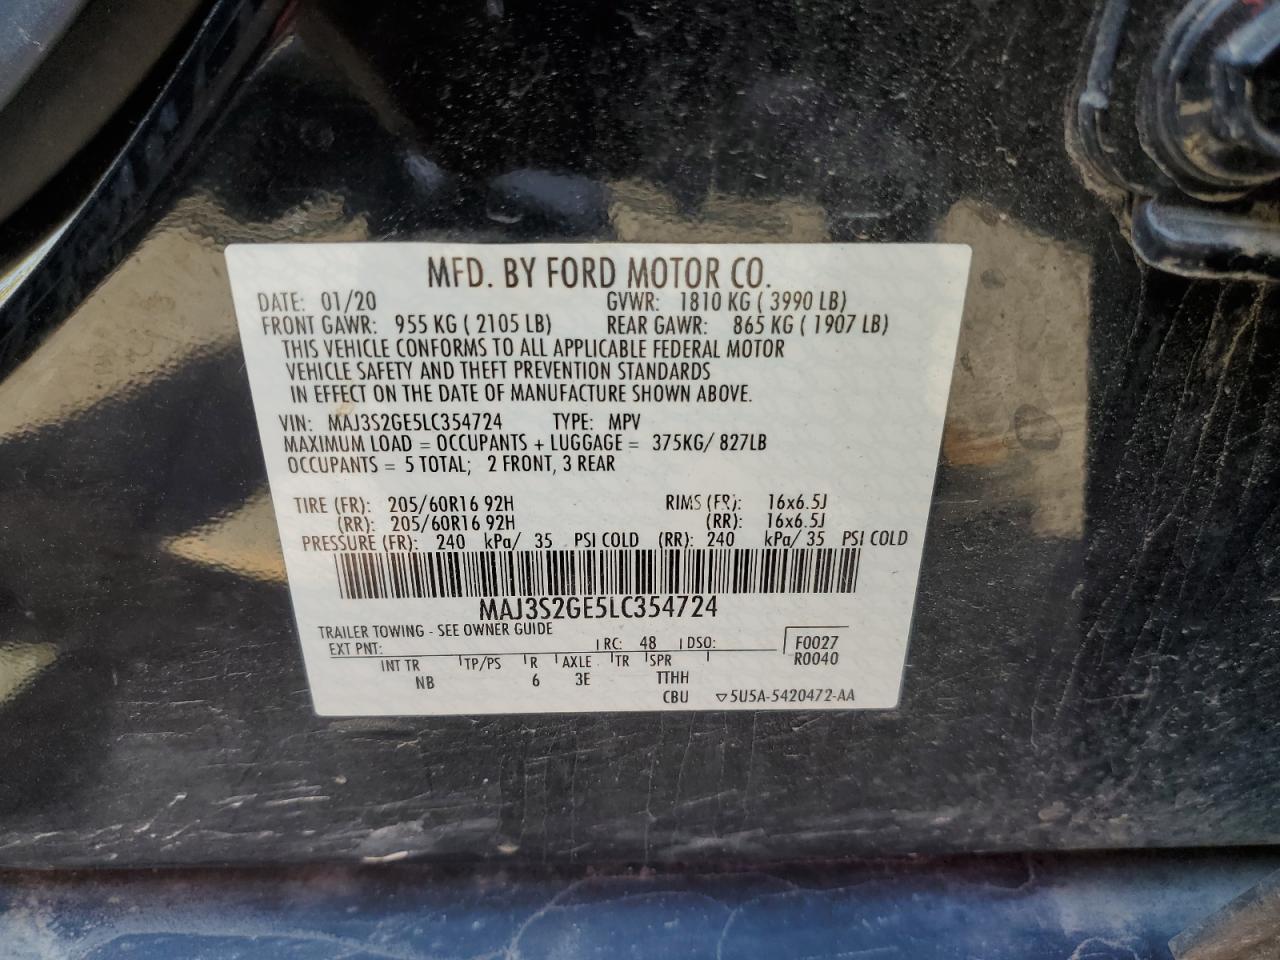 MFD. BY FORD MOTOR CO.
DATE: 01/20 GVWR: 1810 KG ( 3990 LB)
FRONT GAWR: 955 KG ( 2105 LB) REAR GAWR: 865 KG ( 1907 LB)
THIS VEHICLE CONFORMS TO ALL APPLICABLE FEDERAL MOTOR
VEHICLE SAFETY AND THEFT PREVENTION STANDARDS
IN EFFECT ON THE DATE OF MANUFACTURE SHOWN ABOVE.
VIN: MAJ3S2GE5LC354724 TYPE: MPV
MAXIMUM LOAD = OCCUPANTS + LUGGAGE = 375KG/ 827LB
OCCUPANTS = 5 TOTAL; 2 FRONT, 3 REAR
TIRE (FR): 205/60R16 92H RIMS (FR): 16x6.5J
(RR): 205/60R16 92H (RR): 16x6.5J
PRESSURE (FR): 240 kPa/ 35 PSI COLD (RR): 240 kPa/ 35 PSI COLD
MAJ3S2GE5LC354724
TRAILER TOWING - SEE OWNER GUIDE
EXT PNT: RC: 48 DSO: F0027
R0040
INT TR TP/PS R AXLE TR SPR
NB 6 3E TTHH
CBU ▽5U5A-5420472-AA